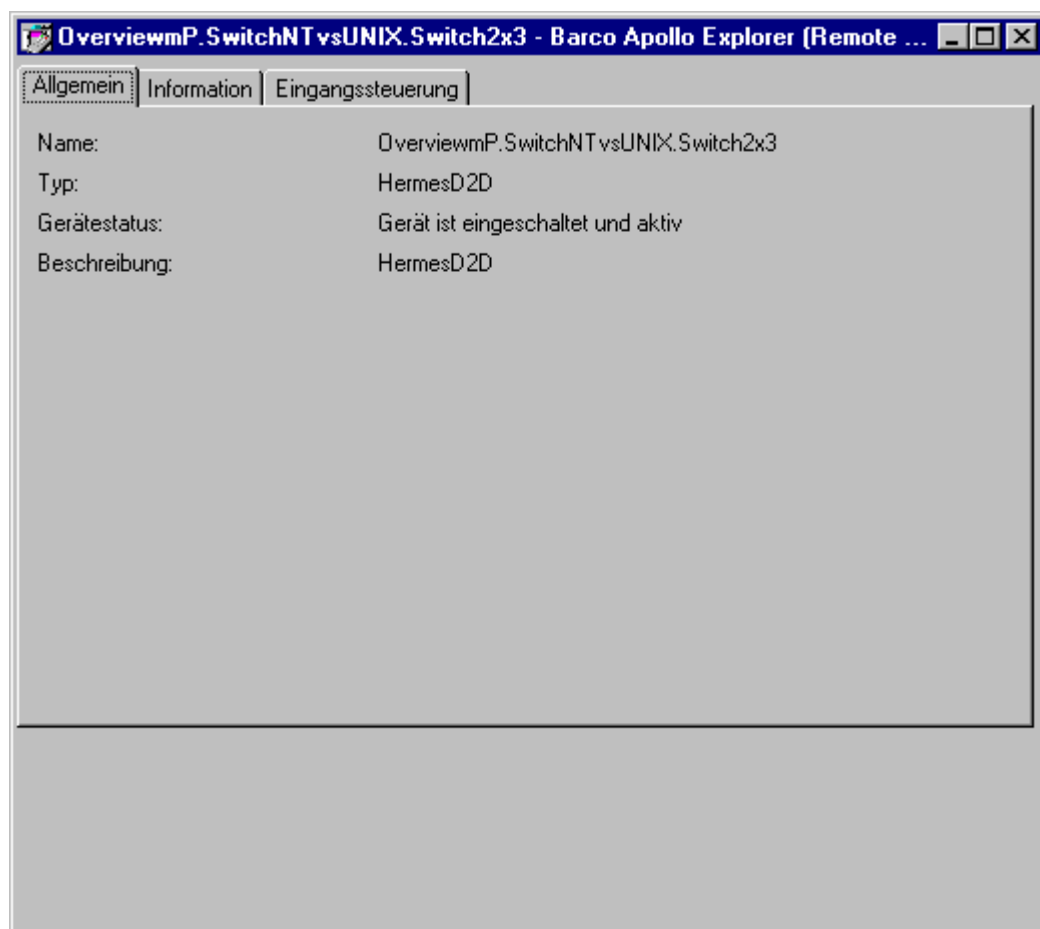 OverviewmP.SwitchNTvsUNIX.Switch2x3 - Barco Apollo Explorer (Remote ...
Allgemein Information Eingangssteuerung
Name: OverviewmP.SwitchNTvsUNIX.Switch2x3
Typ: HermesD2D
Gerätestatus: Gerät ist eingeschaltet und aktiv
Beschreibung: HermesD2D